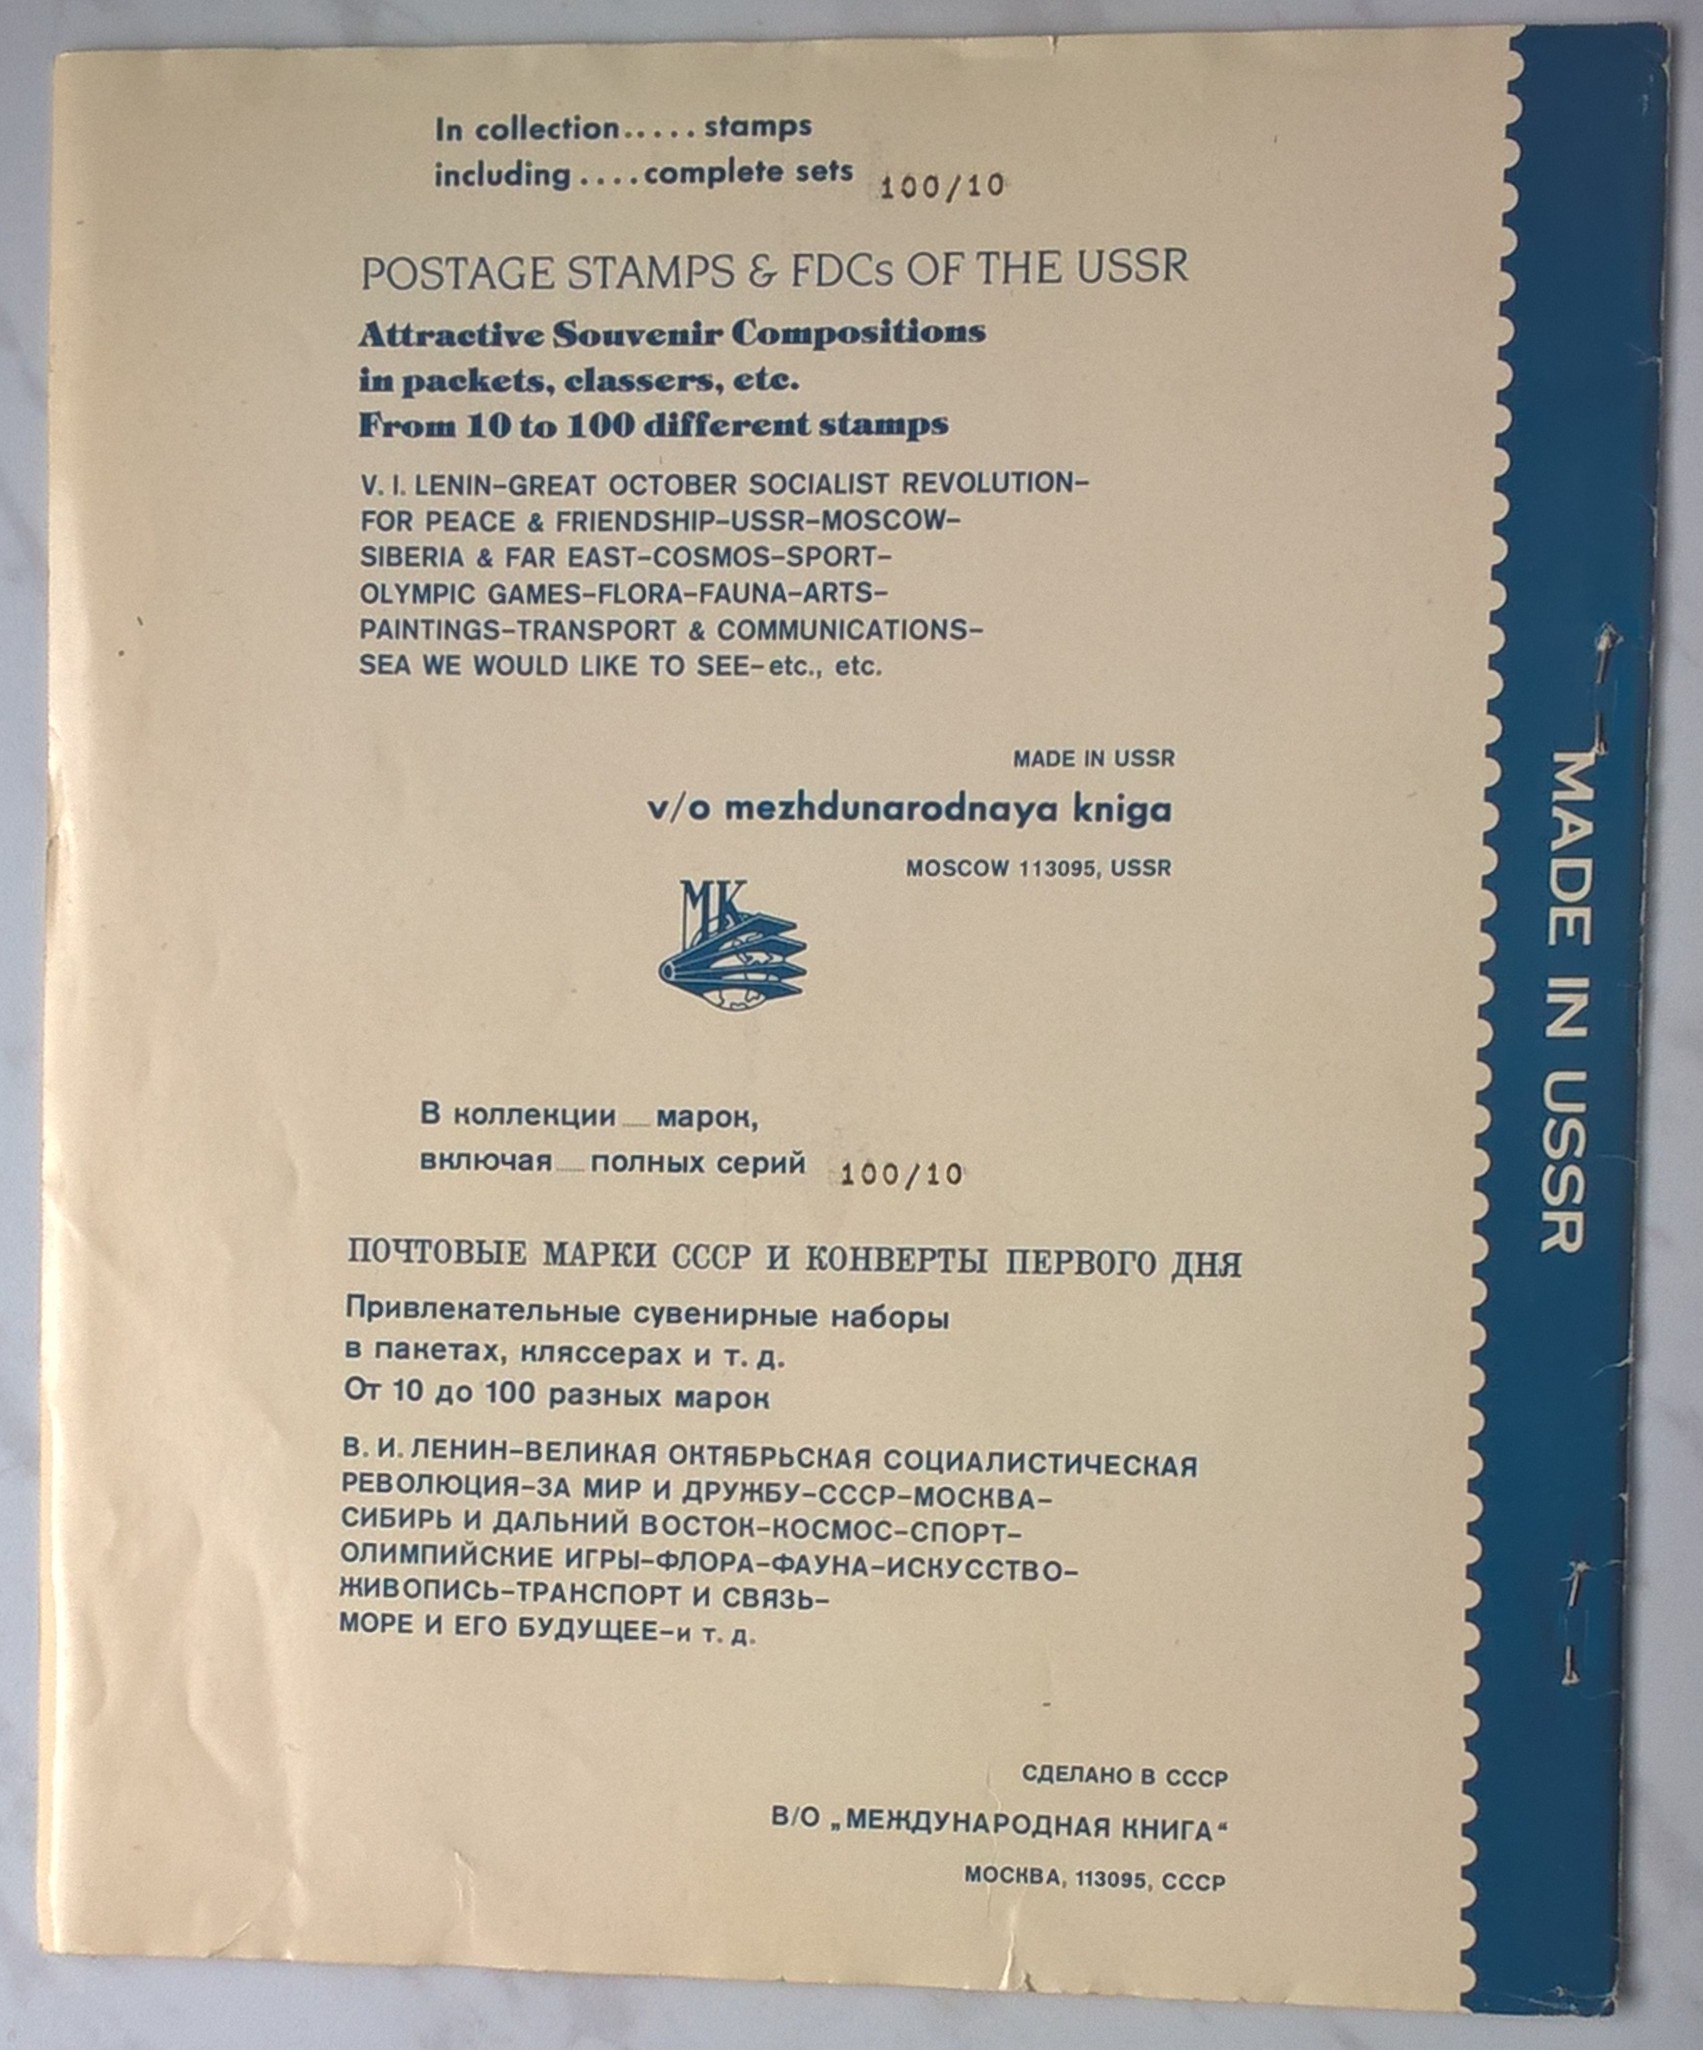 In collection..... stamps
including....complete sets 100/10
POSTAGE STAMPS & FDCs OF THE USSR
Attractive Souvenir Compositions
in packets, classers, etc.
From 10 to 100 different stamps
V. I. LENIN–GREAT OCTOBER SOCIALIST REVOLUTION–
FOR PEACE & FRIENDSHIP–USSR–MOSCOW–
SIBERIA & FAR EAST–COSMOS–SPORT–
OLYMPIC GAMES–FLORA–FAUNA–ARTS–
PAINTINGS–TRANSPORT & COMMUNICATIONS–
SEA WE WOULD LIKE TO SEE–etc., etc.
MADE IN USSR
v/o mezhdunarodnaya kniga
MOSCOW 113095, USSR
МК
В коллекции __ марок,
включая __ полных серий 100/10
ПОЧТОВЫЕ МАРКИ СССР И КОНВЕРТЫ ПЕРВОГО ДНЯ
Привлекательные сувенирные наборы
в пакетах, кляссерах и т. д.
От 10 до 100 разных марок
В. И. ЛЕНИН–ВЕЛИКАЯ ОКТЯБРЬСКАЯ СОЦИАЛИСТИЧЕСКАЯ
РЕВОЛЮЦИЯ–ЗА МИР И ДРУЖБУ–СССР–МОСКВА–
СИБИРЬ И ДАЛЬНИЙ ВОСТОК–КОСМОС–СПОРТ–
ОЛИМПИЙСКИЕ ИГРЫ–ФЛОРА–ФАУНА–ИСКУССТВО–
ЖИВОПИСЬ–ТРАНСПОРТ И СВЯЗЬ–
МОРЕ И ЕГО БУДУЩЕЕ–и т. д.
СДЕЛАНО В СССР
В/О „МЕЖДУНАРОДНАЯ КНИГА“
МОСКВА, 113095, СССР
MADE IN USSR